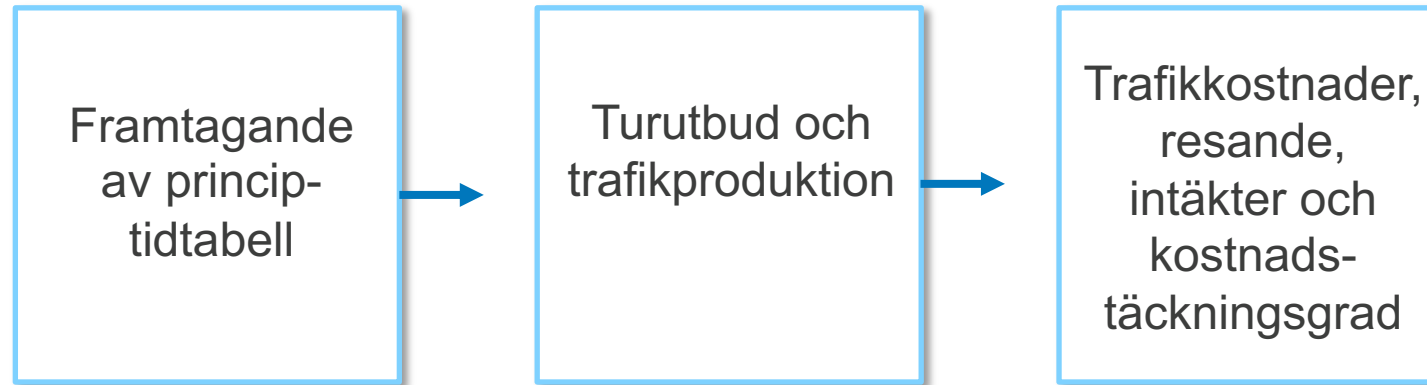 Framtagande
av princip-
tidtabell
Turutbud och
trafikproduktion
Trafikkostnader,
resande,
intäkter och
kostnads-
täckningsgrad